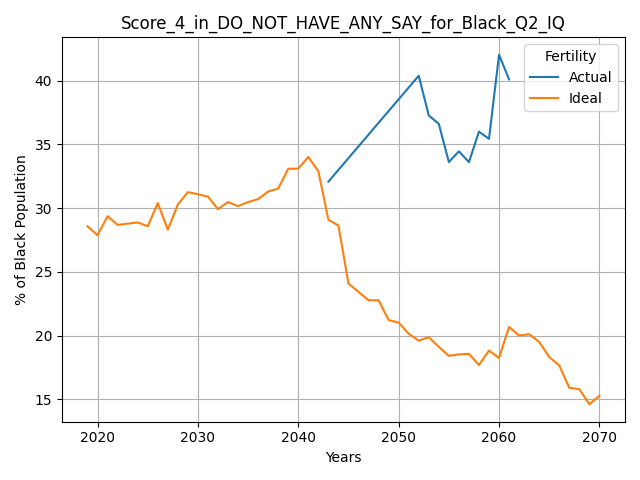 Score_4_in_DO_NOT_HAVE_ANY_SAY_for_Black_Q2_IQ
Fertility
Actual
Ideal
% of Black Population
40
35
30
25
20
15
2020 2030 2040 2050 2060 2070
Years